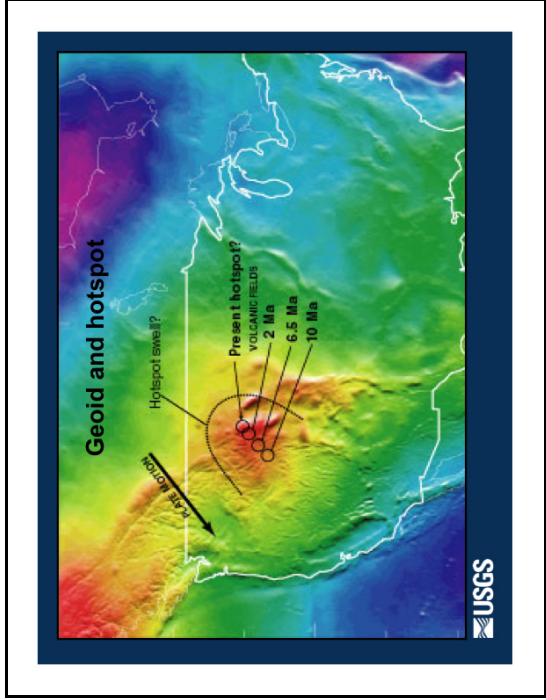 Geoid and hotspot
Hotspot swell?
PLATE MOTION
Present hotspot?
VOLCANIC FIELDS
2 Ma
6.5 Ma
10 Ma
USGS